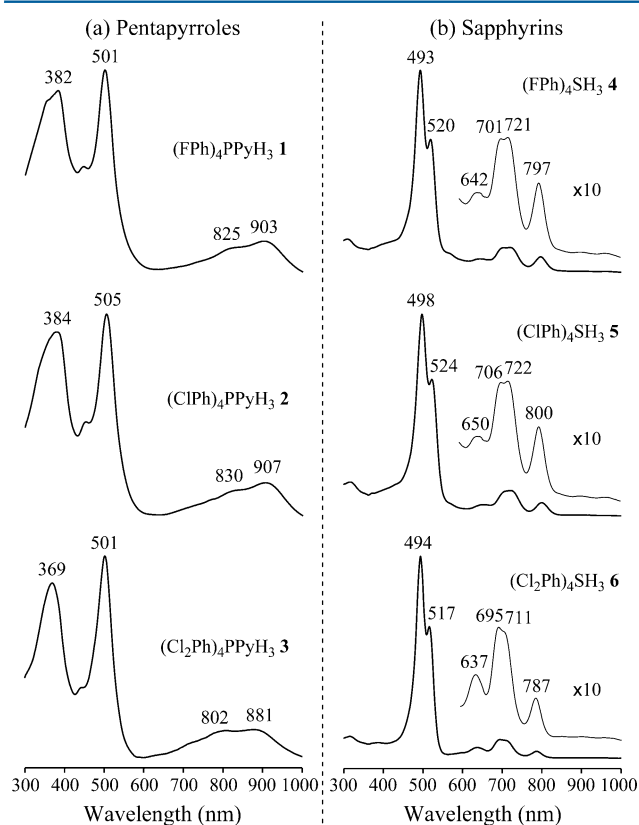 (a) Pentapyrroles
501
382
(FPh)4PPyH3 1
825
903
505
384
(ClPh)4PPyH3 2
830
907
501
369
(Cl2Ph)4PPyH3 3
802
881
300 400 500 600 700 800 900 1000
Wavelength (nm)
(b) Sapphyrins
493
(FPh)4SH3 4
520
701 721
642
797
x10
498
(ClPh)4SH3 5
524
706 722
650
800
x10
494
(Cl2Ph)4SH3 6
517
695 711
637
787
x10
300 400 500 600 700 800 900 1000
Wavelength (nm)